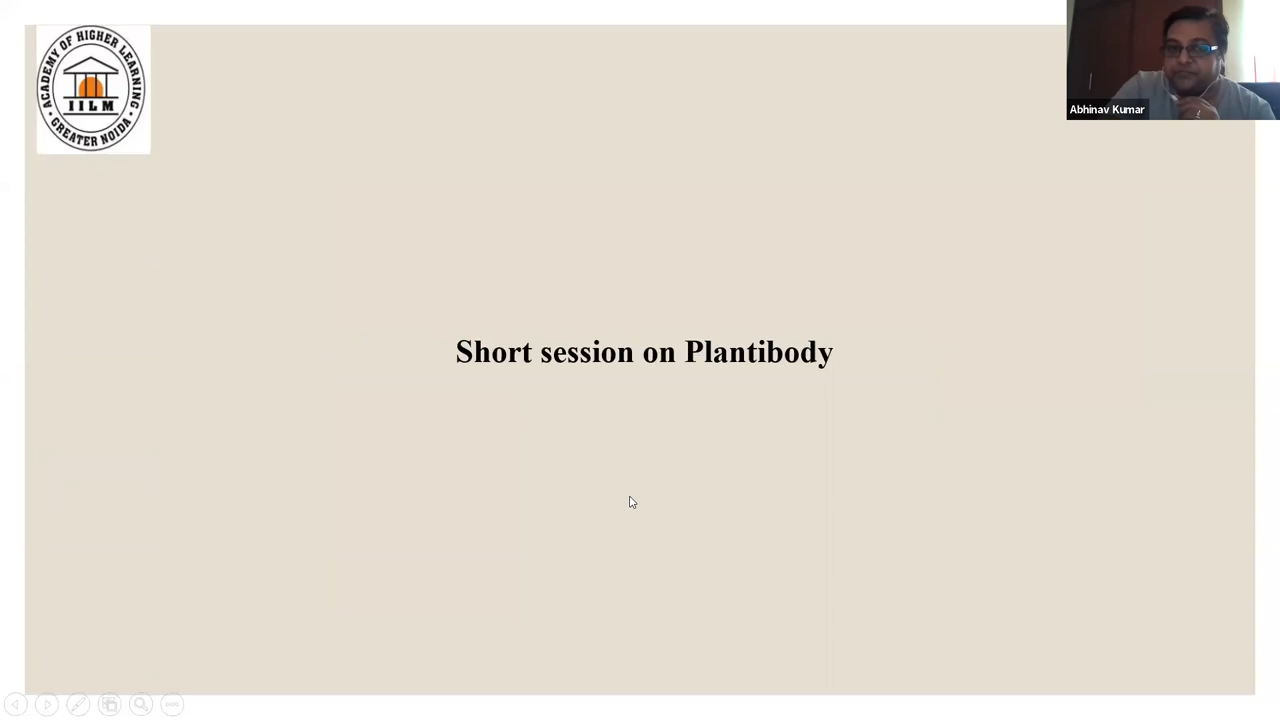 ACADEMY OF HIGHER LEARNING
IILM
GREATER NOIDA
Abhinav Kumar
Short session on Plantibody